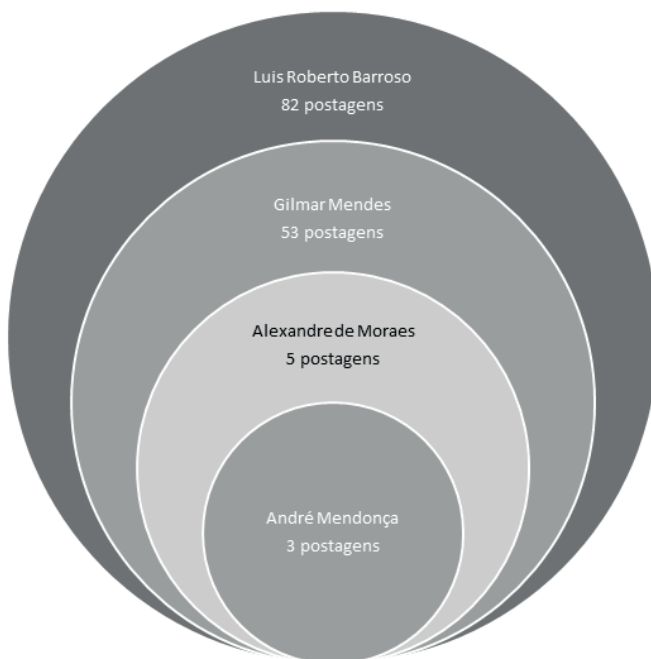 Luis Roberto Barroso
82 postagens
Gilmar Mendes
53 postagens
Alexandre de Moraes
5 postagens
André Mendonça
3 postagens